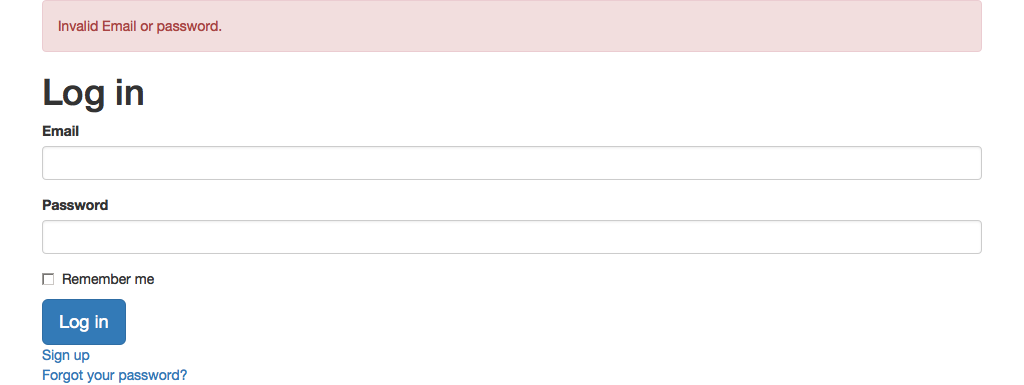 Invalid Email or password.
Log in
Email
Password
Remember me
Log in
Sign up
Forgot your password?